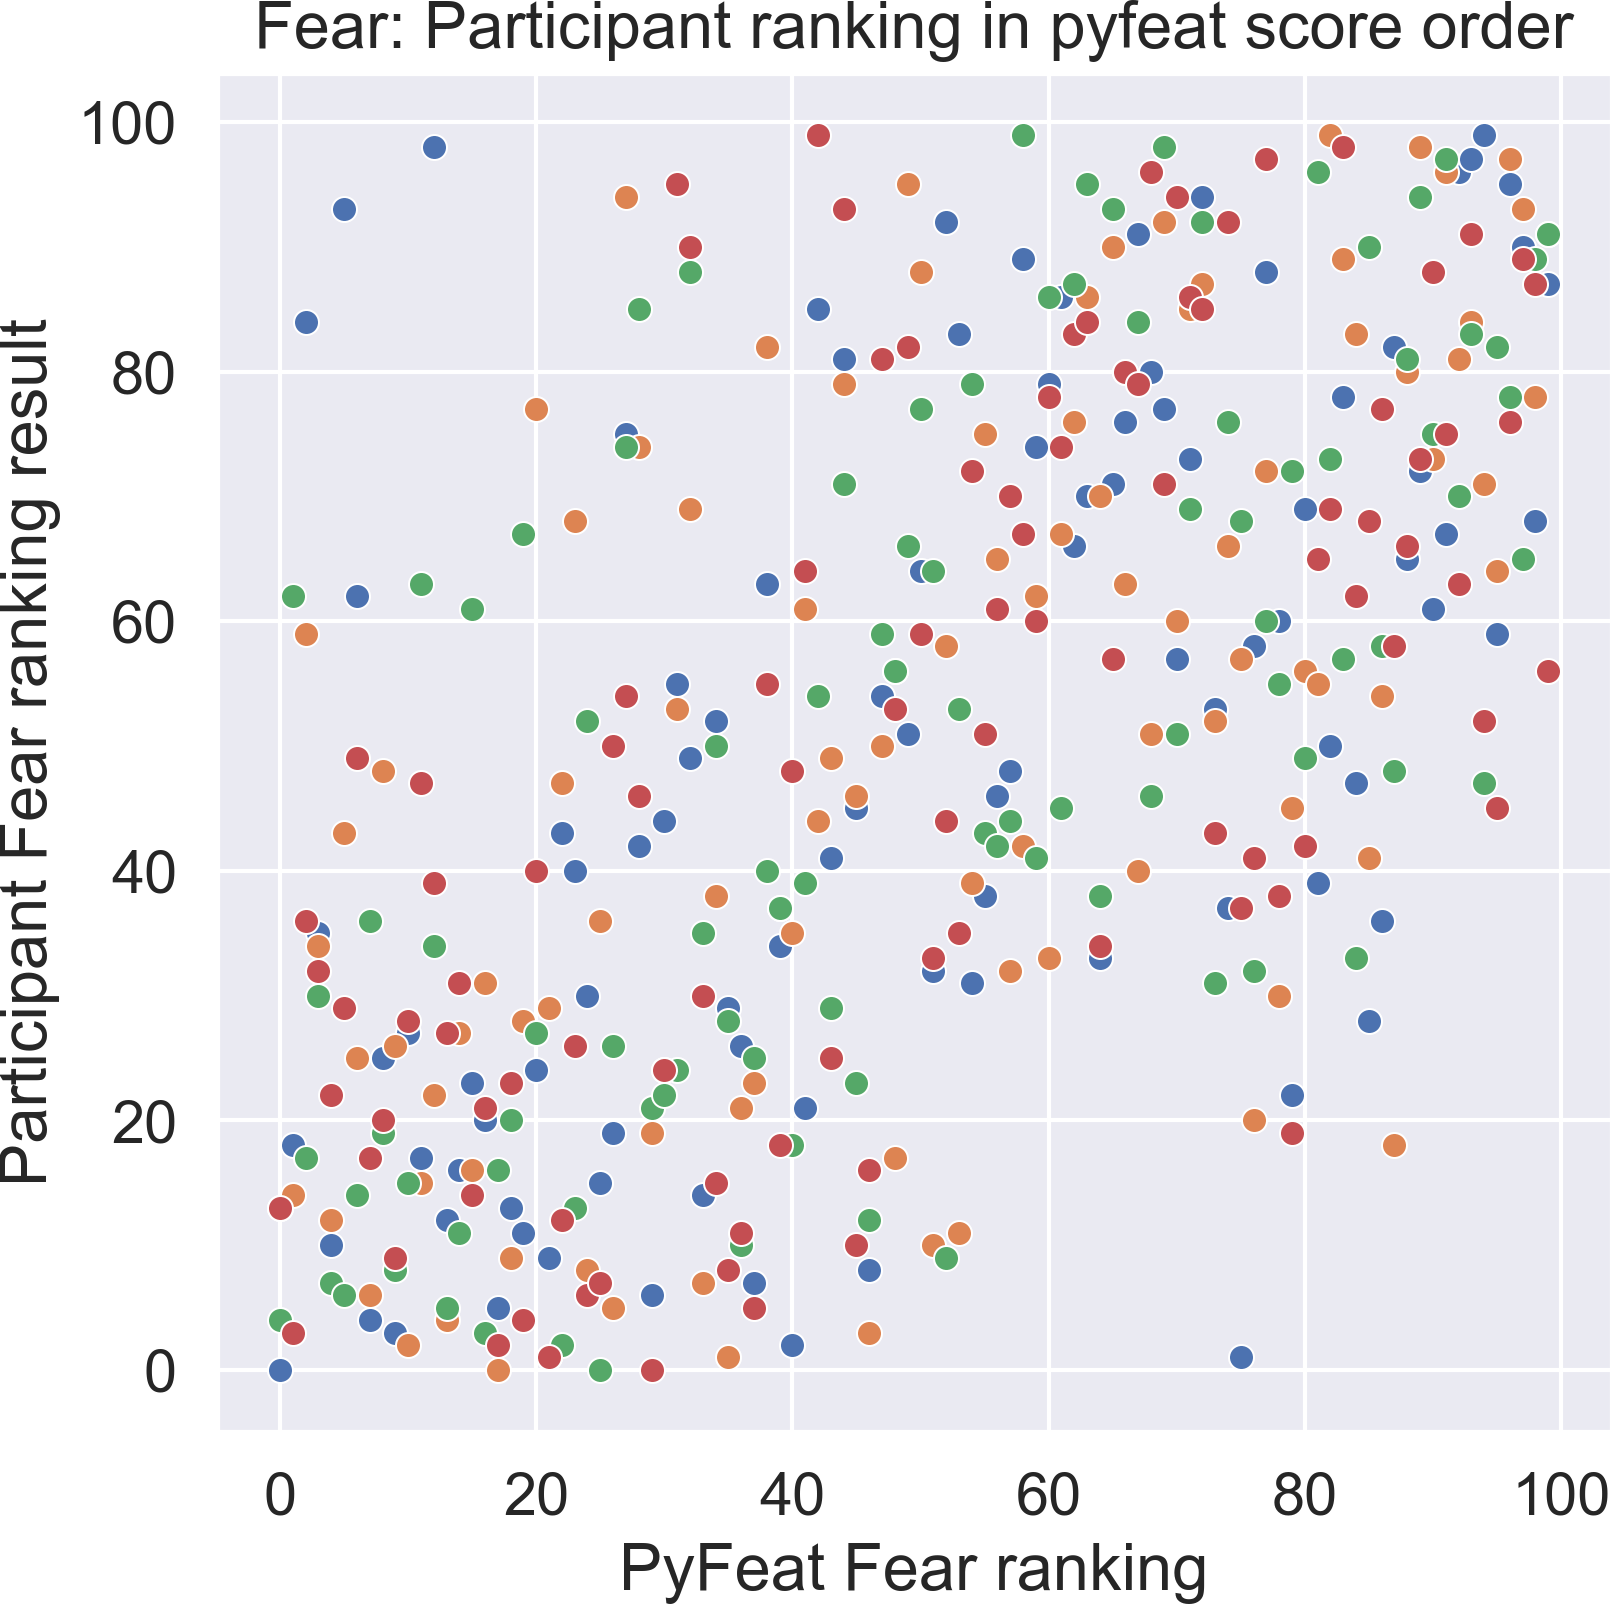 Fear: Participant ranking in pyfeat score order
Participant Fear ranking result
100
80
60
40
20
0
0 20 40 60 80 100
PyFeat Fear ranking